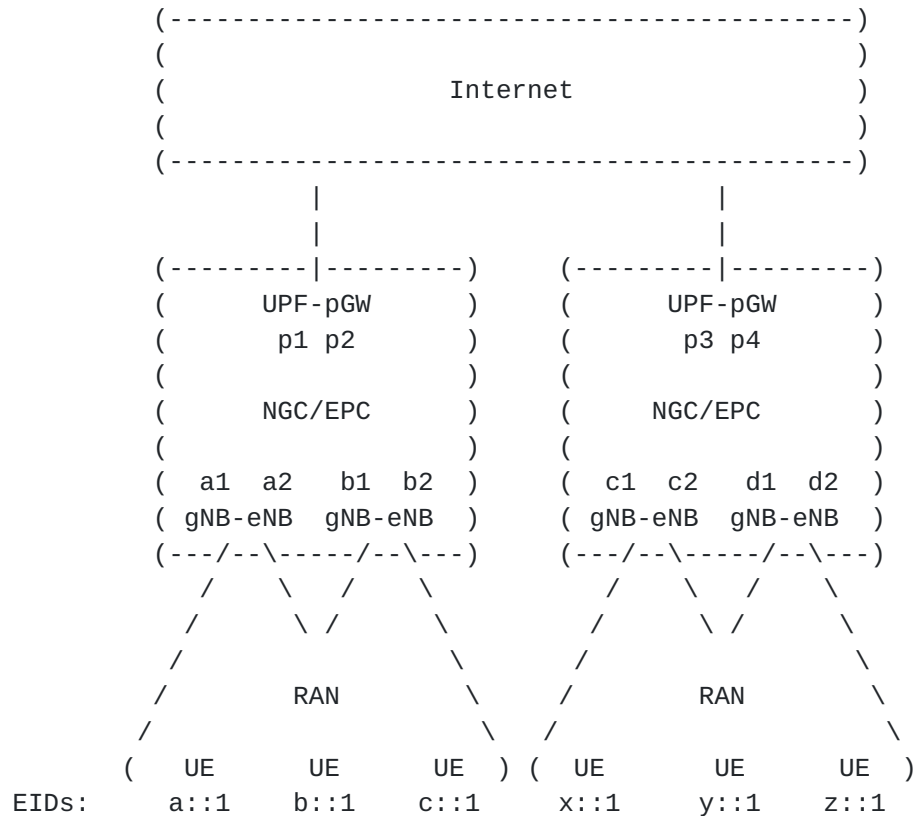 Internet
UPF-pGW UPF-pGW
p1 p2 p3 p4
NGC/EPC NGC/EPC
a1 a2 b1 b2 c1 c2 d1 d2
gNB-eNB gNB-eNB gNB-eNB gNB-eNB
RAN RAN
UE UE UE UE UE UE
EIDs: a::1 b::1 c::1 x::1 y::1 z::1